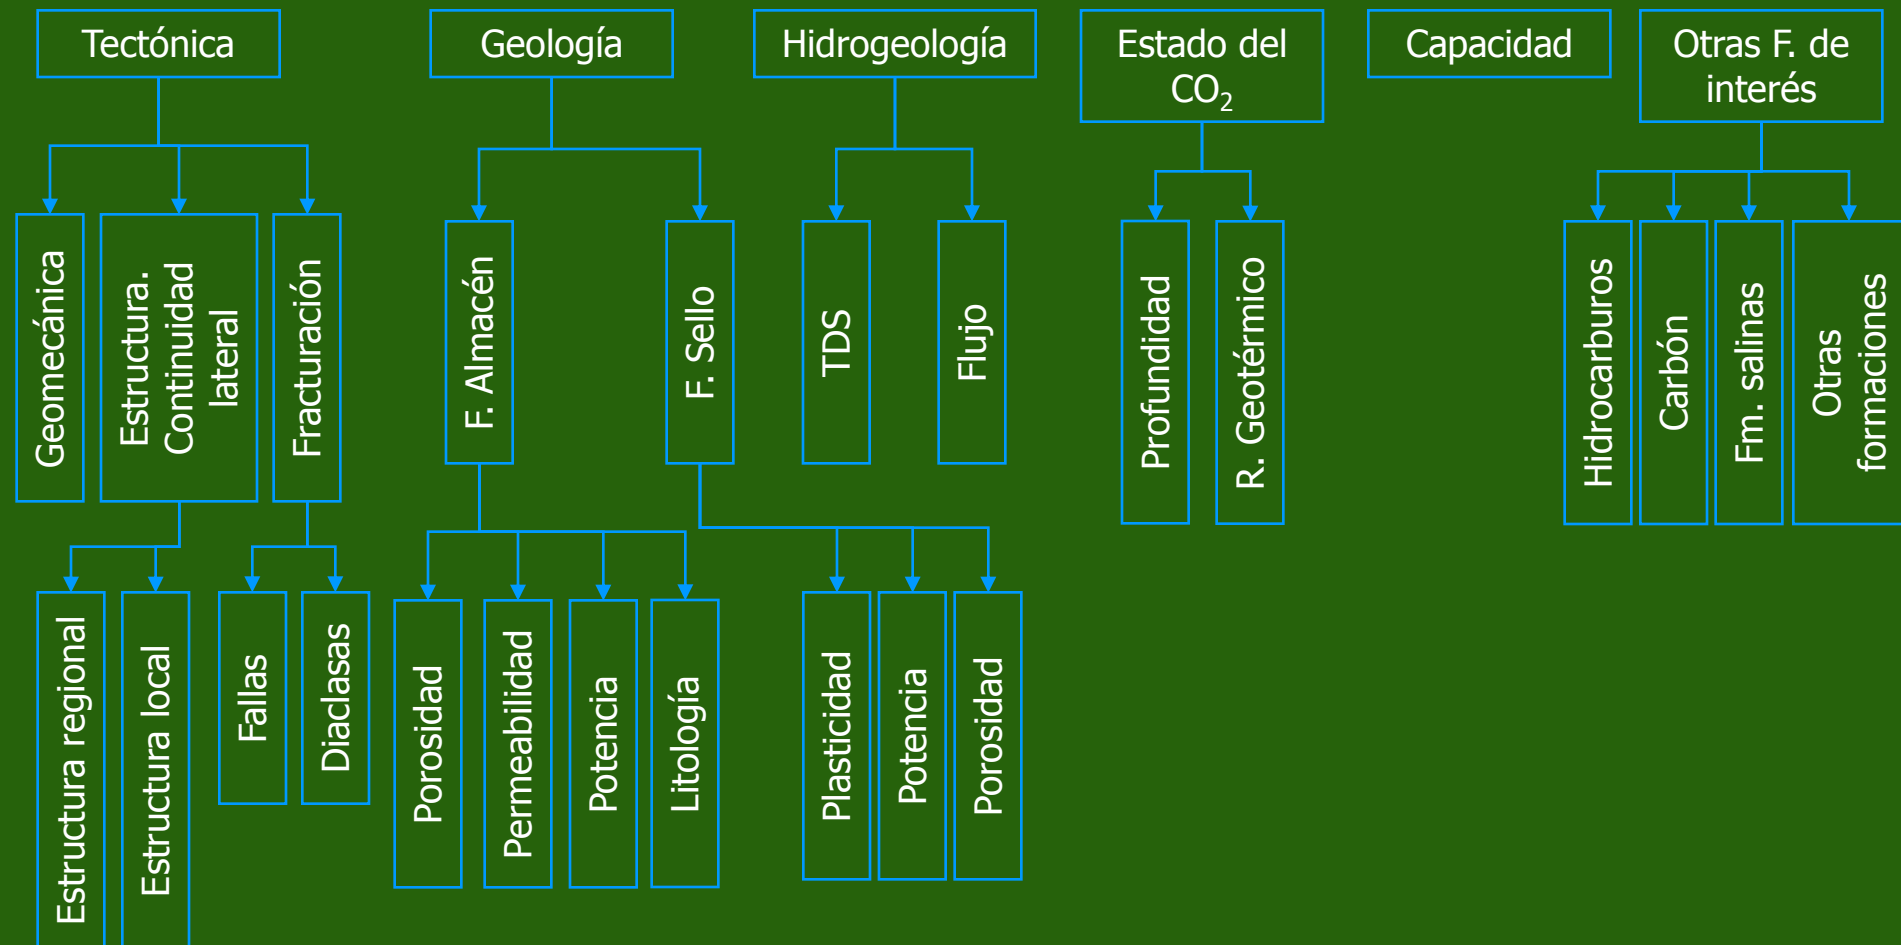 Tectónica
Geología
Hidrogeología
Estado del
CO₂
Capacidad
Otras F. de
interés
Geomecánica
Estructura.
Continuidad
lateral
Fracturación
F. Almacén
F. Sello
TDS
Flujo
Profundidad
R. Geotérmico
Hidrocarburos
Carbón
Fm. salinas
Otras
formaciones
Estructura regional
Estructura local
Fallas
Diaclasas
Porosidad
Permeabilidad
Potencia
Litología
Plasticidad
Potencia
Porosidad